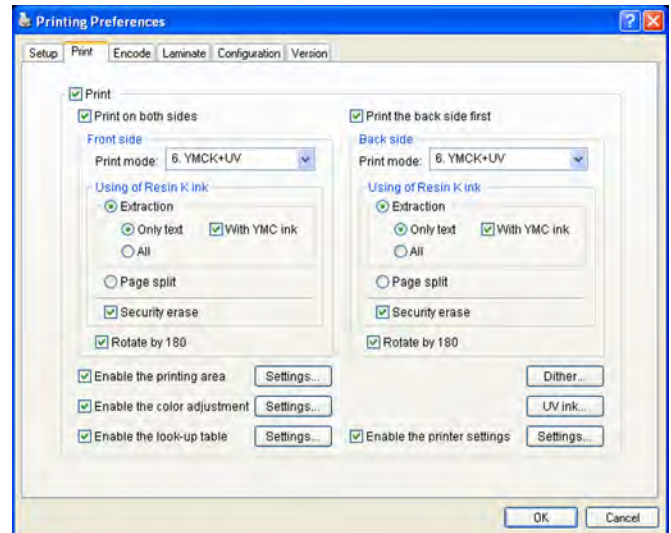 Printing Preferences
Setup Print Encode Laminate Configuration Version
Print
Print on both sides Print the back side first
Front side Back side
Print mode: 6. YMCK+UV Print mode: 6. YMCK+UV
Using of Resin K ink Using of Resin K ink
Extraction Extraction
Only text With YMC ink Only text With YMC ink
All All
Page split Page split
Security erase Security erase
Rotate by 180 Rotate by 180
Enable the printing area Settings... Dither...
Enable the color adjustment Settings... UV ink...
Enable the look-up table Settings... Enable the printer settings Settings...
OK Cancel